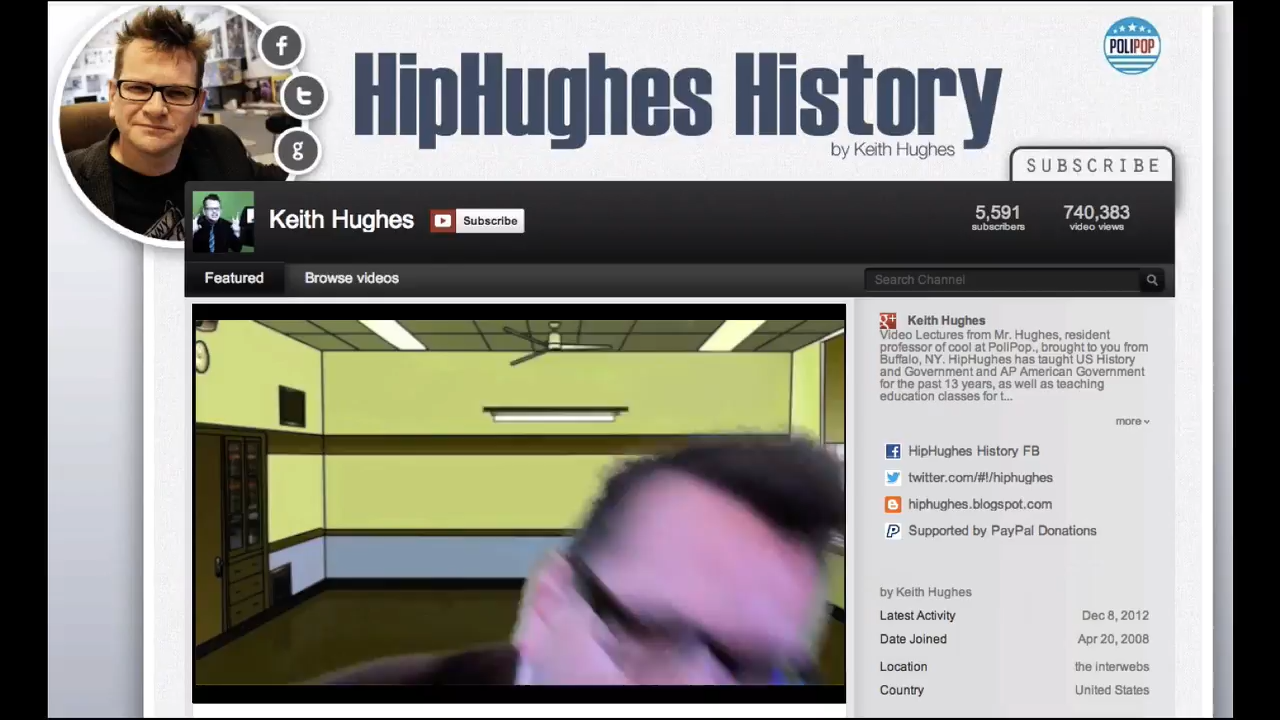 POLIPOP
HipHughes History
by Keith Hughes
SUBSCRIBE
Keith Hughes
Subscribe
5,591
subscribers
740,383
video views
Featured
Browse videos
Search Channel
Keith Hughes
Video Lectures from Mr. Hughes, resident
professor of cool at PoliPop., brought to you from
Buffalo, NY. HipHughes has taught US History
and Government and AP American Government
for the past 13 years, as well as teaching
education classes for t...
more
HipHughes History FB
twitter.com/#!/hiphughes
hiphughes.blogspot.com
Supported by PayPal Donations
by Keith Hughes
Latest Activity Dec 8, 2012
Date Joined Apr 20, 2008
Location the interwebs
Country United States